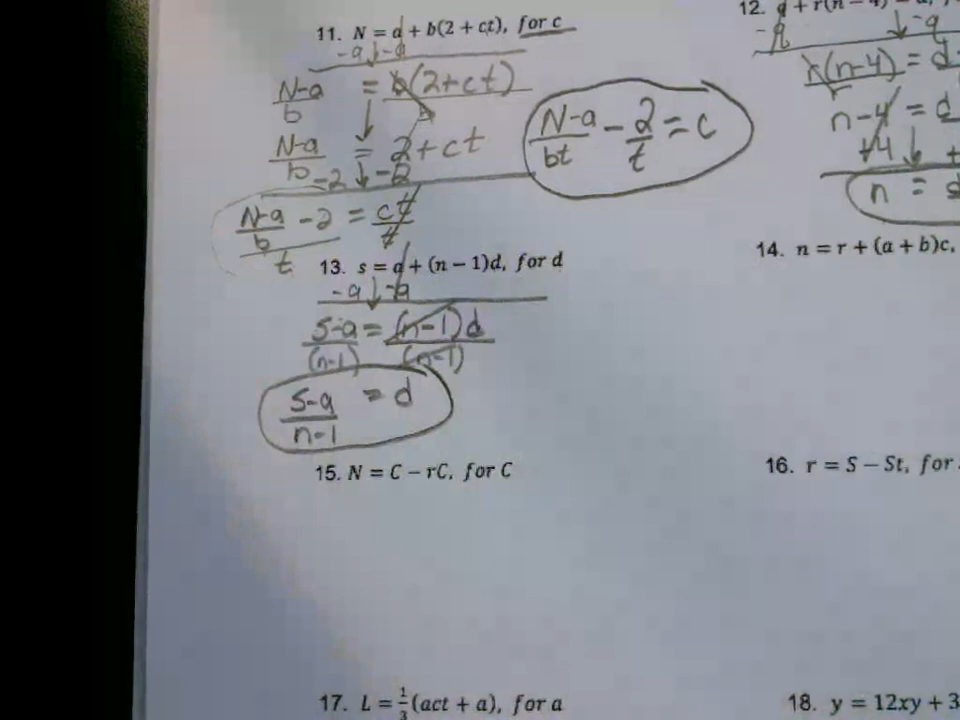 11. N = a + b(2 + ct), for c
-a ↓ -a
N-a = b(2+ct)
b b
N-a = 2+ct
b
-2 ↓ -2
N-a - 2 = ct
b
t t
N-a - 2 = c
bt t
12.
-a ↓ -a
r(n-4) = d
r
n-4 = d
+4 ↓ +
n =
13. s = a + (n − 1)d, for d
-a ↓ -a
s-a = (n-1)d
(n-1) (n-1)
s-a = d
n-1
14. n = r + (a + b)c,
15. N = C − rC, for C
16. r = S − St, for
17. L = 1/3(act + a), for a
18. y = 12xy + 3